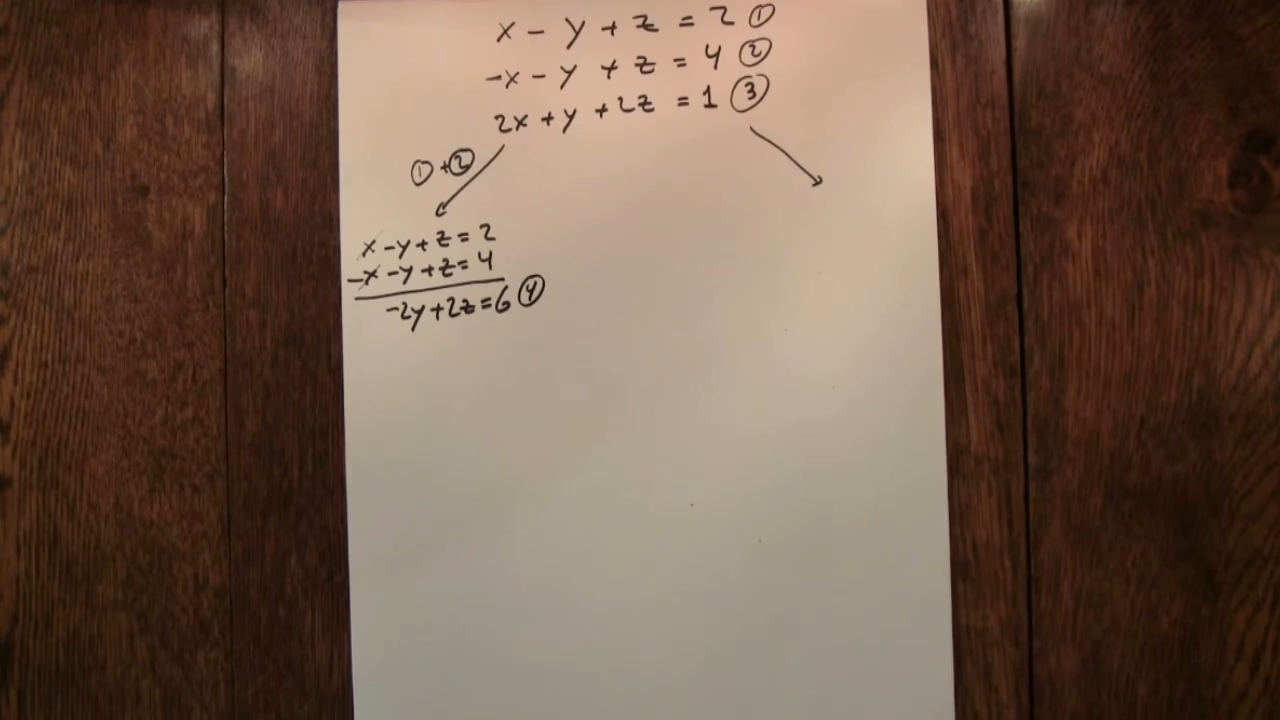 x - y + z = 2 ①
-x - y + z = 4 ②
2x + y + 2z = 1 ③
① + ②
x - y + z = 2
-x - y + z = 4
-2y + 2z = 6 ④